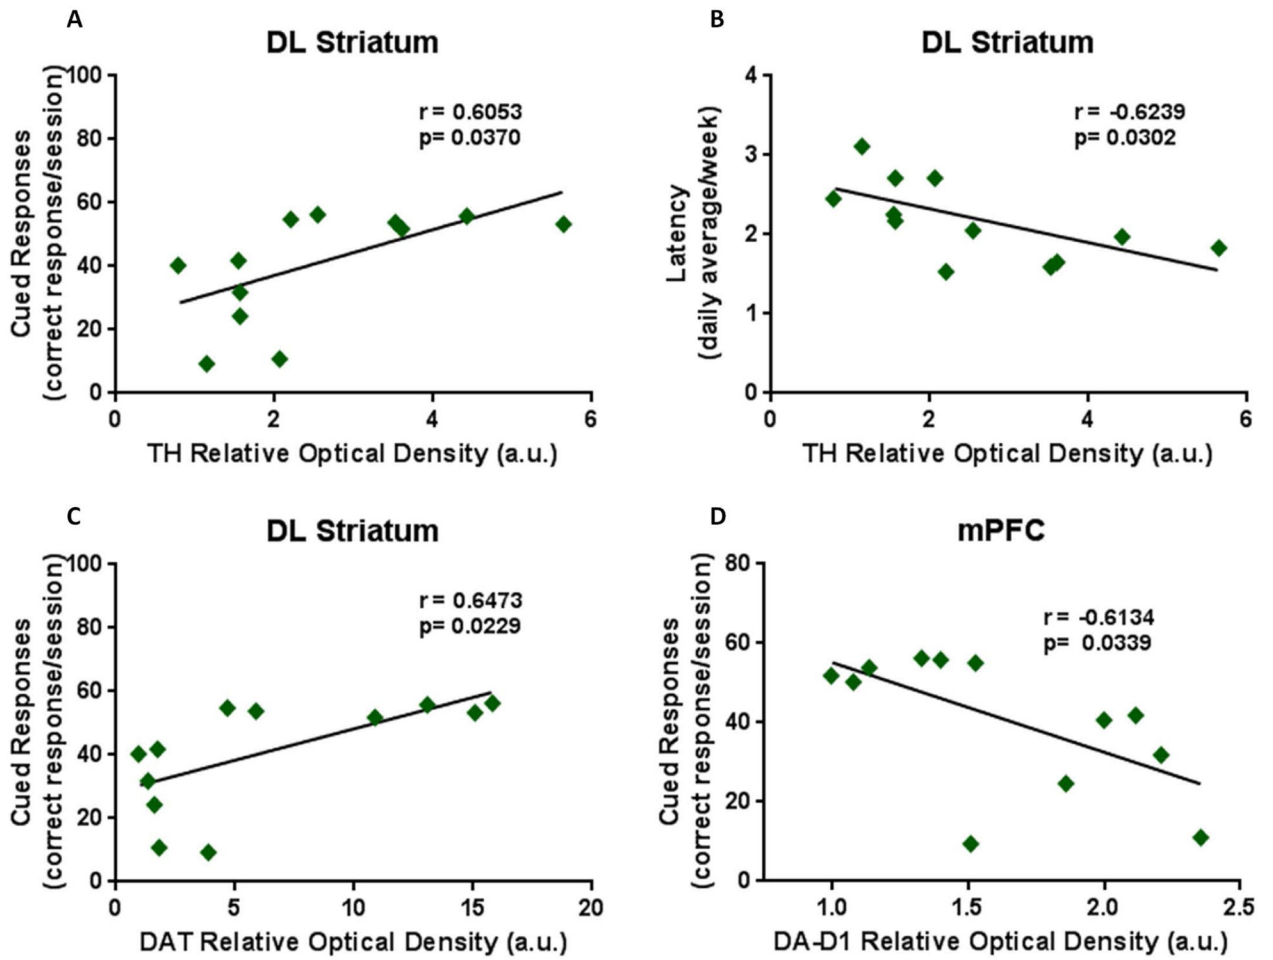 A
DL Striatum
Cued Responses
(correct response/session)
100
80
60
40
20
0
r = 0.6053
p= 0.0370
0 2 4 6
TH Relative Optical Density (a.u.)
B
DL Striatum
Latency
(daily average/week)
4
3
2
1
0
r = -0.6239
p= 0.0302
0 2 4 6
TH Relative Optical Density (a.u.)
C
DL Striatum
Cued Responses
(correct response/session)
100
80
60
40
20
0
r = 0.6473
p= 0.0229
0 5 10 15 20
DAT Relative Optical Density (a.u.)
D
mPFC
Cued Responses
(correct response/session)
80
60
40
20
0
r = -0.6134
p= 0.0339
1.0 1.5 2.0 2.5
DA-D1 Relative Optical Density (a.u.)